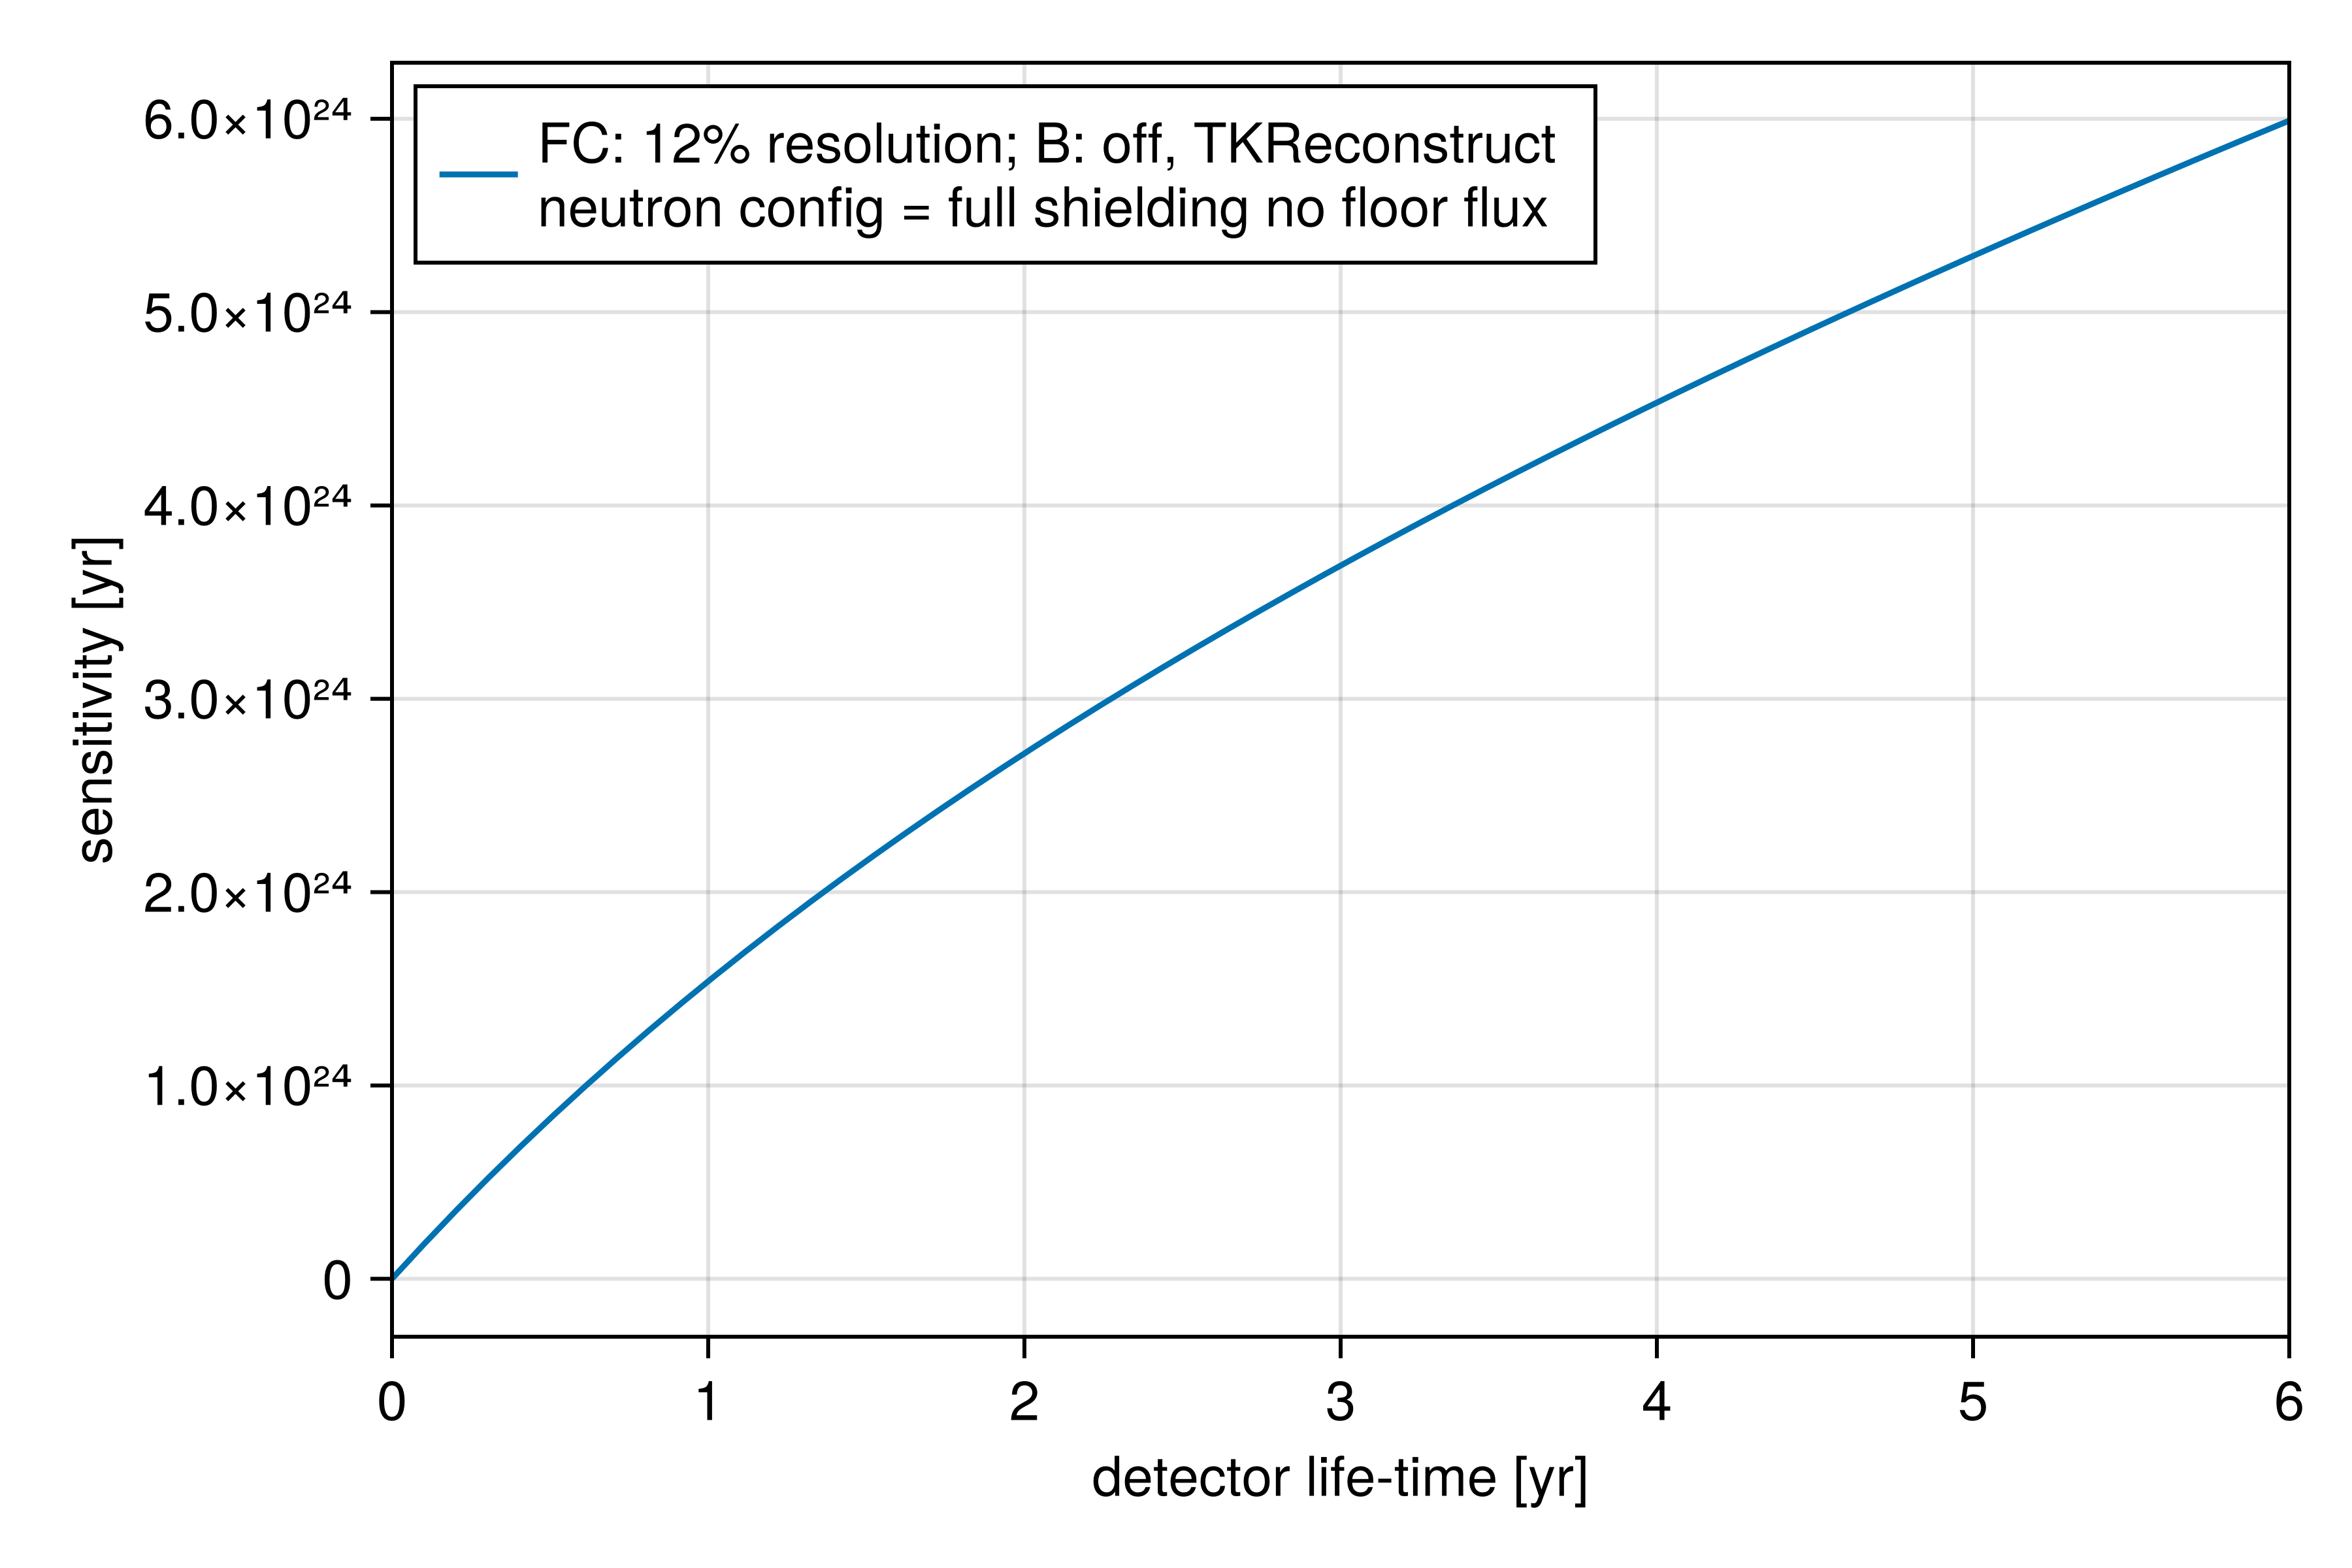 6.0×10²⁴
5.0×10²⁴
4.0×10²⁴
3.0×10²⁴
2.0×10²⁴
1.0×10²⁴
0
sensitivity [yr]
FC: 12% resolution; B: off, TKReconstruct
neutron config = full shielding no floor flux
0 1 2 3 4 5 6
detector life-time [yr]